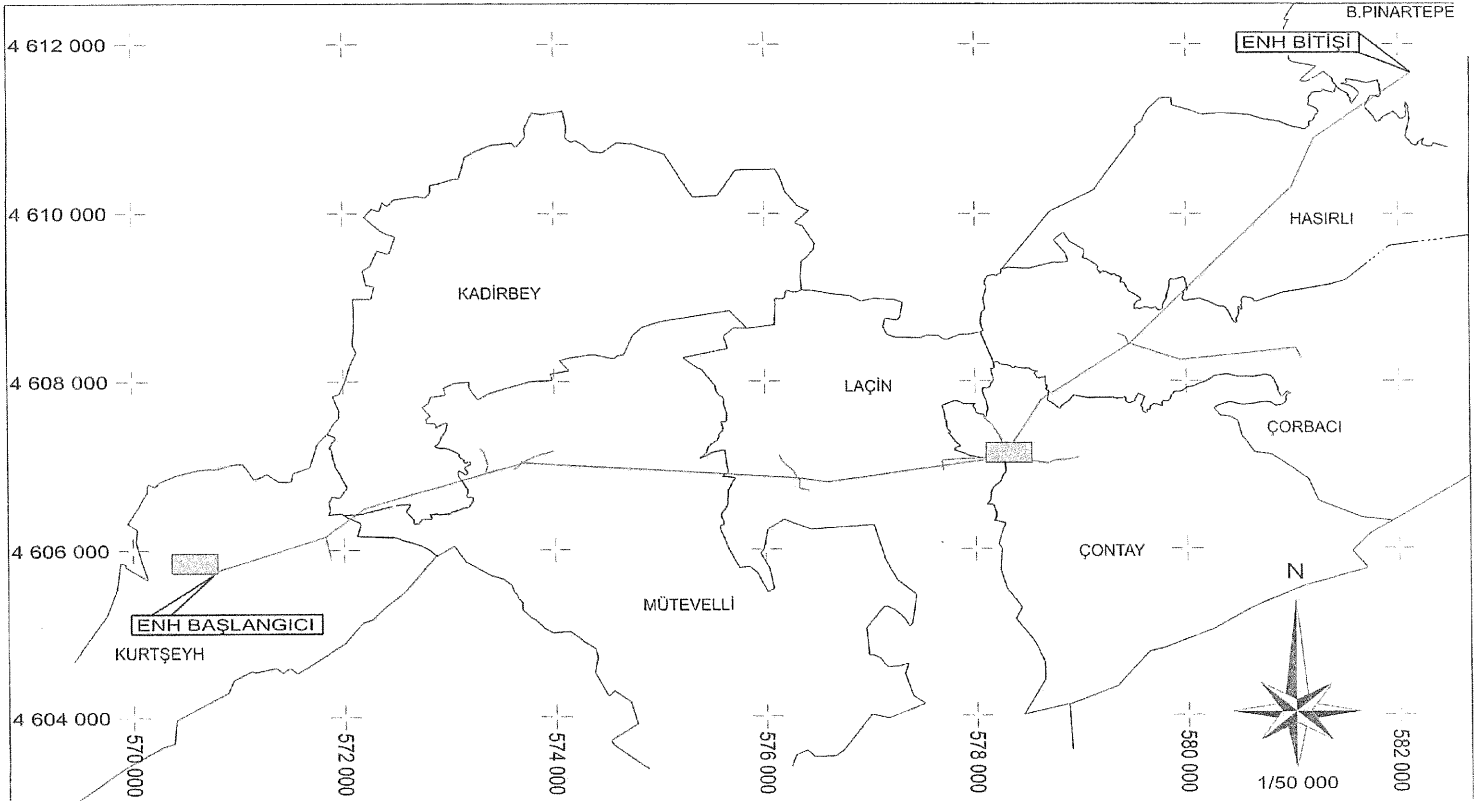 B.PINARTEPE
4 612 000
ENH BİTİŞİ
4 610 000
HASIRLI
KADİRBEY
4 608 000
LAÇİN
ÇORBACI
4 606 000
ÇONTAY
N
MÜTEVELLİ
ENH BAŞLANGICI
KURTŞEYH
4 604 000
570 000
572 000
574 000
576 000
578 000
580 000
582 000
1/50 000